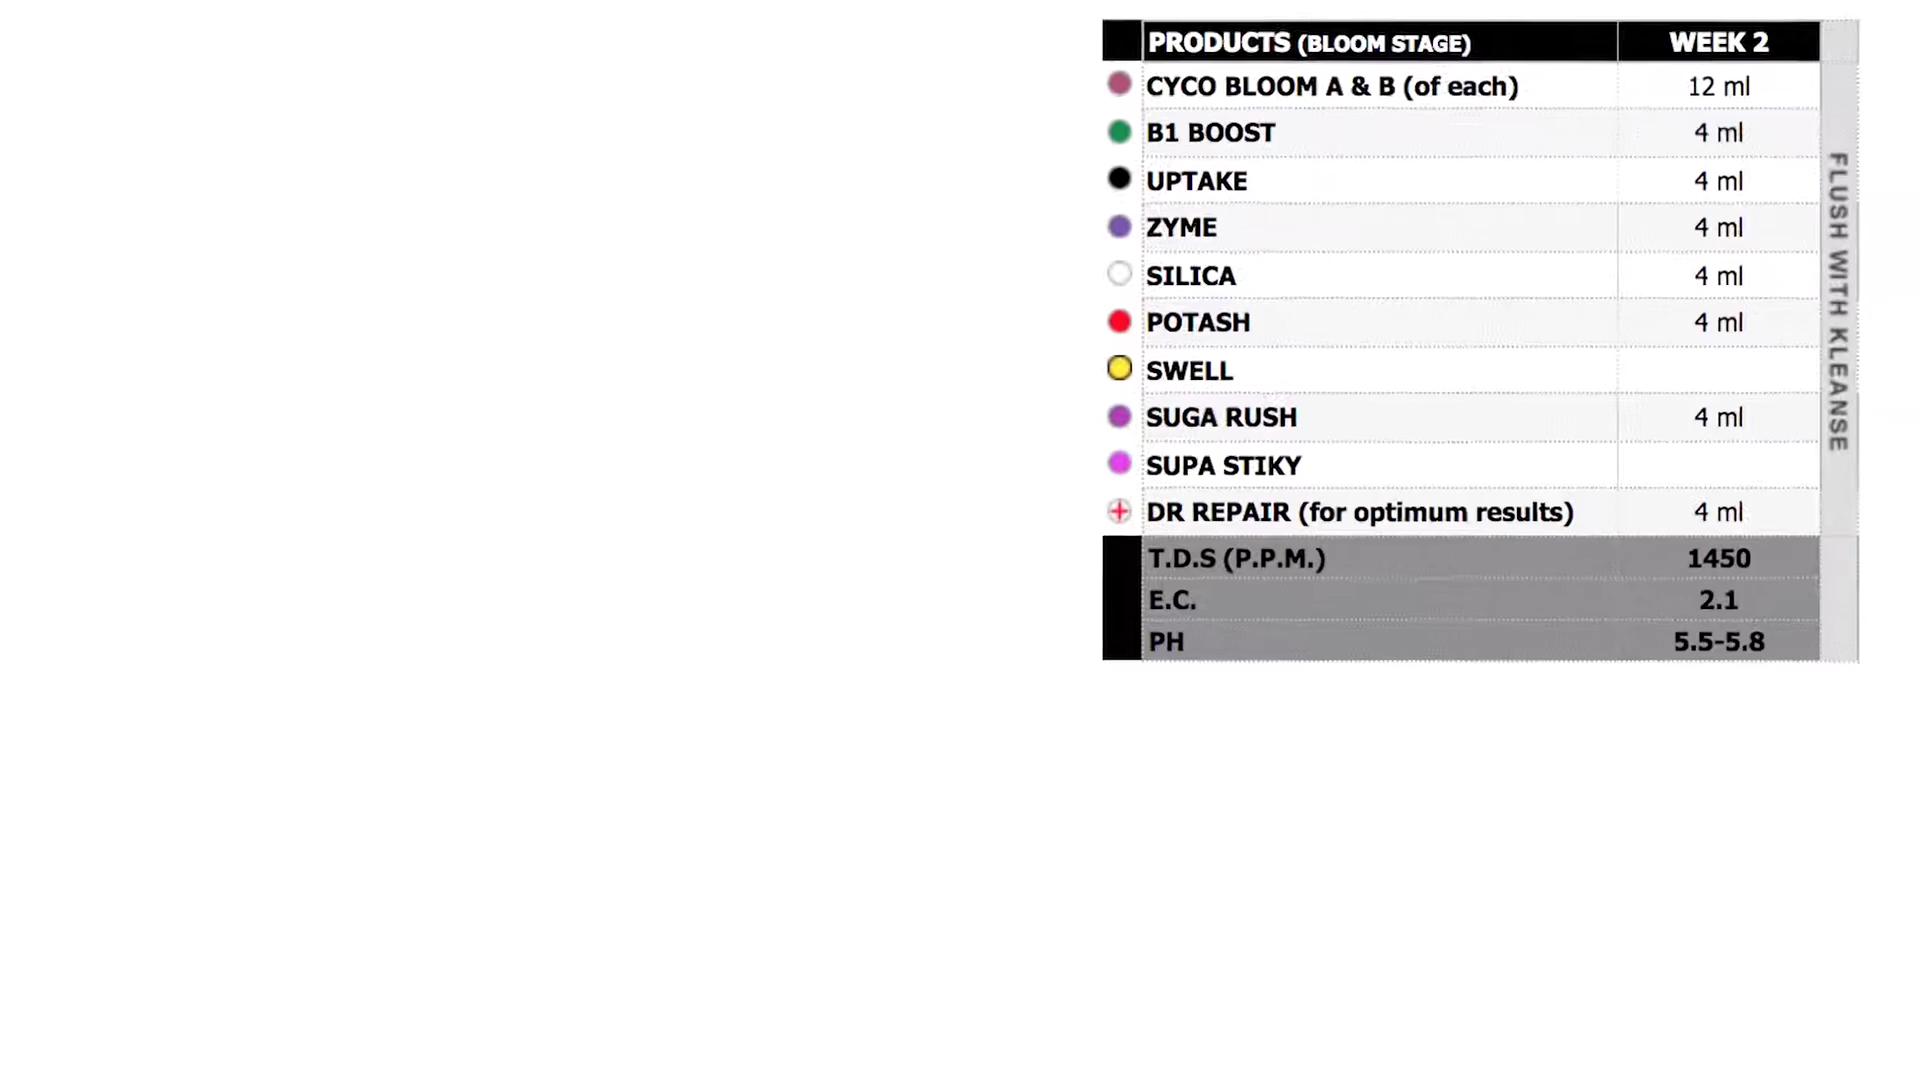 PRODUCTS (BLOOM STAGE) WEEK 2
CYCO BLOOM A & B (of each) 12 ml
B1 BOOST 4 ml
UPTAKE 4 ml
ZYME 4 ml
SILICA 4 ml
POTASH 4 ml
SWELL
SUGA RUSH 4 ml
SUPA STIKY
DR REPAIR (for optimum results) 4 ml
T.D.S (P.P.M.) 1450
E.C. 2.1
PH 5.5-5.8
FLUSH WITH KLEANSE